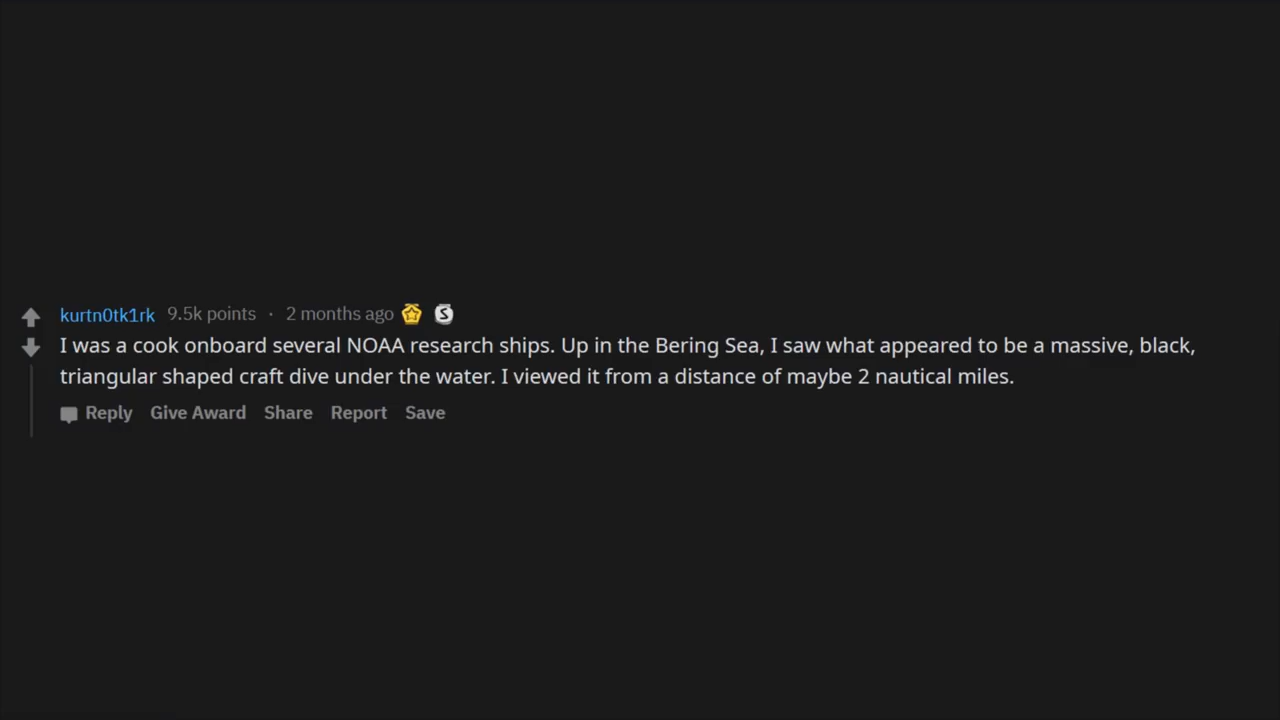 kurtn0tk1rk 9.5k points · 2 months ago
I was a cook onboard several NOAA research ships. Up in the Bering Sea, I saw what appeared to be a massive, black,
triangular shaped craft dive under the water. I viewed it from a distance of maybe 2 nautical miles.
Reply Give Award Share Report Save